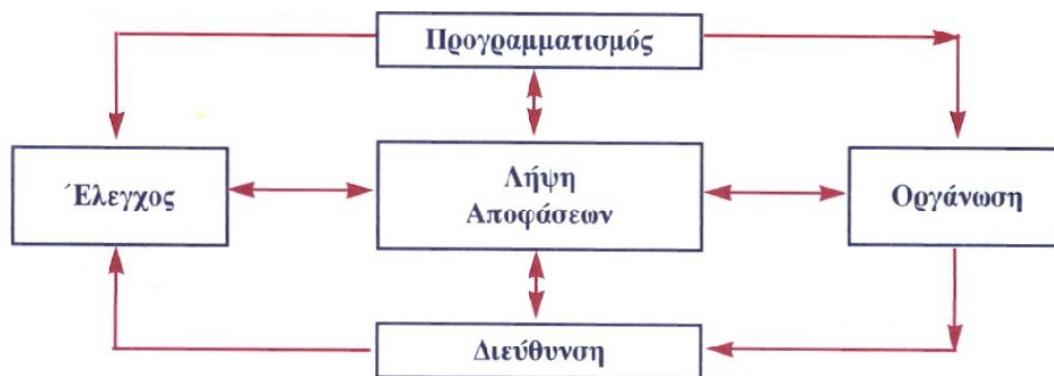 Προγραμματισμός
Έλεγχος
Λήψη
Αποφάσεων
Οργάνωση
Διεύθυνση